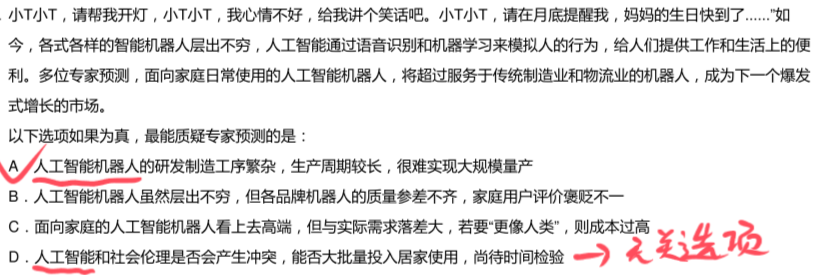 小T小T，请帮我开灯，小T小T，我心情不好，给我讲个笑话吧。小T小T，请在月底提醒我，妈妈的生日快到了......”如
今，各式各样的智能机器人层出不穷，人工智能通过语音识别和机器学习来模拟人的行为，给人们提供工作和生活上的便
利。多位专家预测，面向家庭日常使用的人工智能机器人，将超过服务于传统制造业和物流业的机器人，成为下一个爆发
式增长的市场。
以下选项如果为真，最能质疑专家预测的是：
A 人工智能机器人的研发制造工序繁杂，生产周期较长，很难实现大规模量产
B．人工智能机器人虽然层出不穷，但各品牌机器人的质量参差不齐，家庭用户评价褒贬不一
C．面向家庭的人工智能机器人看上去高端，但与实际需求落差大，若要“更像人类”，则成本过高
D．人工智能和社会伦理是否会产生冲突，能否大批量投入居家使用，尚待时间检验 → 无关选项